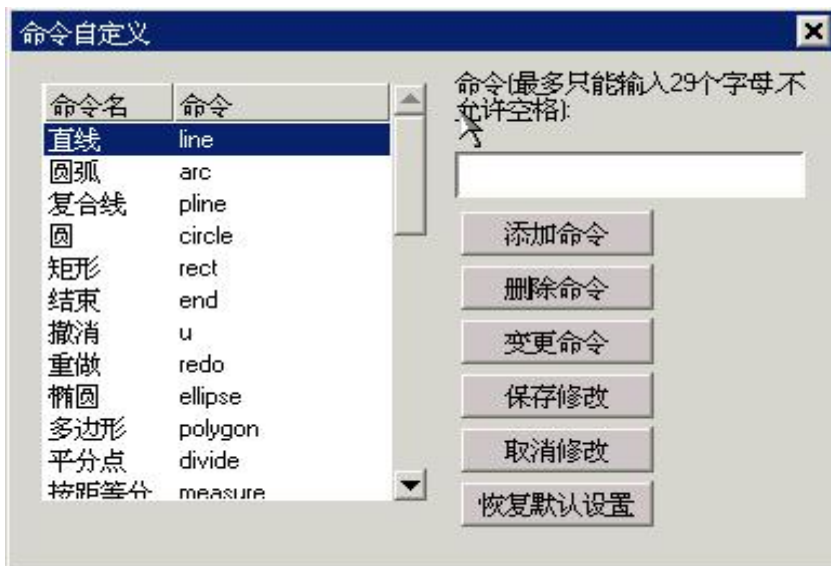 命令自定义
命令名 命令
直线 line
圆弧 arc
复合线 pline
圆 circle
矩形 rect
结束 end
撤消 u
重做 redo
椭圆 ellipse
多边形 polygon
平分点 divide
按距等分 measure
命令(最多只能输入29个字母,不
允许空格):
添加命令
删除命令
变更命令
保存修改
取消修改
恢复默认设置